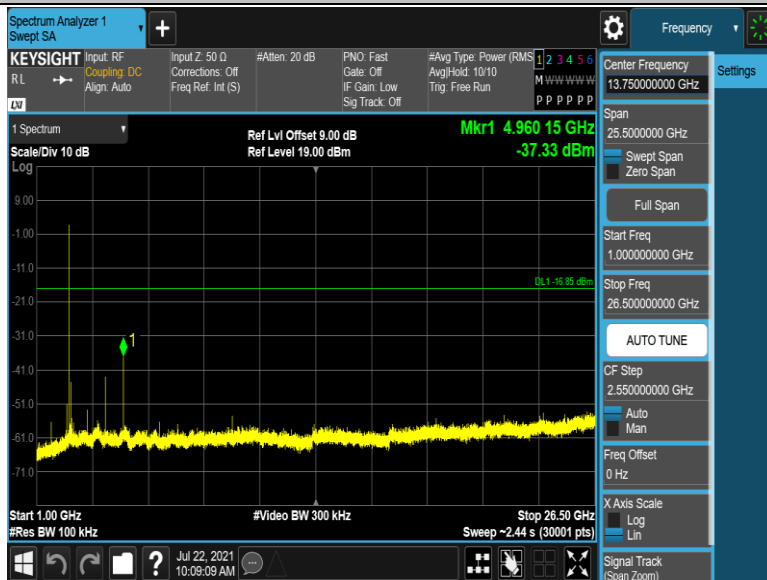 Spectrum Analyzer 1
Swept SA
Frequency
KEYSIGHT
RL
LXI
Input: RF
Coupling: DC
Align: Auto
Input Z: 50 Ω
Corrections: Off
Freq Ref: Int (S)
#Atten: 20 dB
PNO: Fast
Gate: Off
IF Gain: Low
Sig Track: Off
#Avg Type: Power (RMS
Avg|Hold: 10/10
Trig: Free Run
1 2 3 4 5 6
M W W W W W
P P P P P P
Settings
Center Frequency
13.750000000 GHz
Span
25.5000000 GHz
Swept Span
Zero Span
Full Span
Start Freq
1.000000000 GHz
Stop Freq
26.500000000 GHz
AUTO TUNE
CF Step
2.550000000 GHz
Auto
Man
Freq Offset
0 Hz
X Axis Scale
Log
Lin
Signal Track
(Span Zoom)
1 Spectrum
Scale/Div 10 dB
Log
Ref Lvl Offset 9.00 dB
Ref Level 19.00 dBm
Mkr1 4.960 15 GHz
-37.33 dBm
9.00
-1.00
-11.0
DL1 -16.85 dBm
-21.0
-31.0
1
-41.0
-51.0
-61.0
-71.0
Start 1.00 GHz
#Video BW 300 kHz
Stop 26.50 GHz
#Res BW 100 kHz
Sweep ~2.44 s (30001 pts)
?
Jul 22, 2021
10:09:09 AM